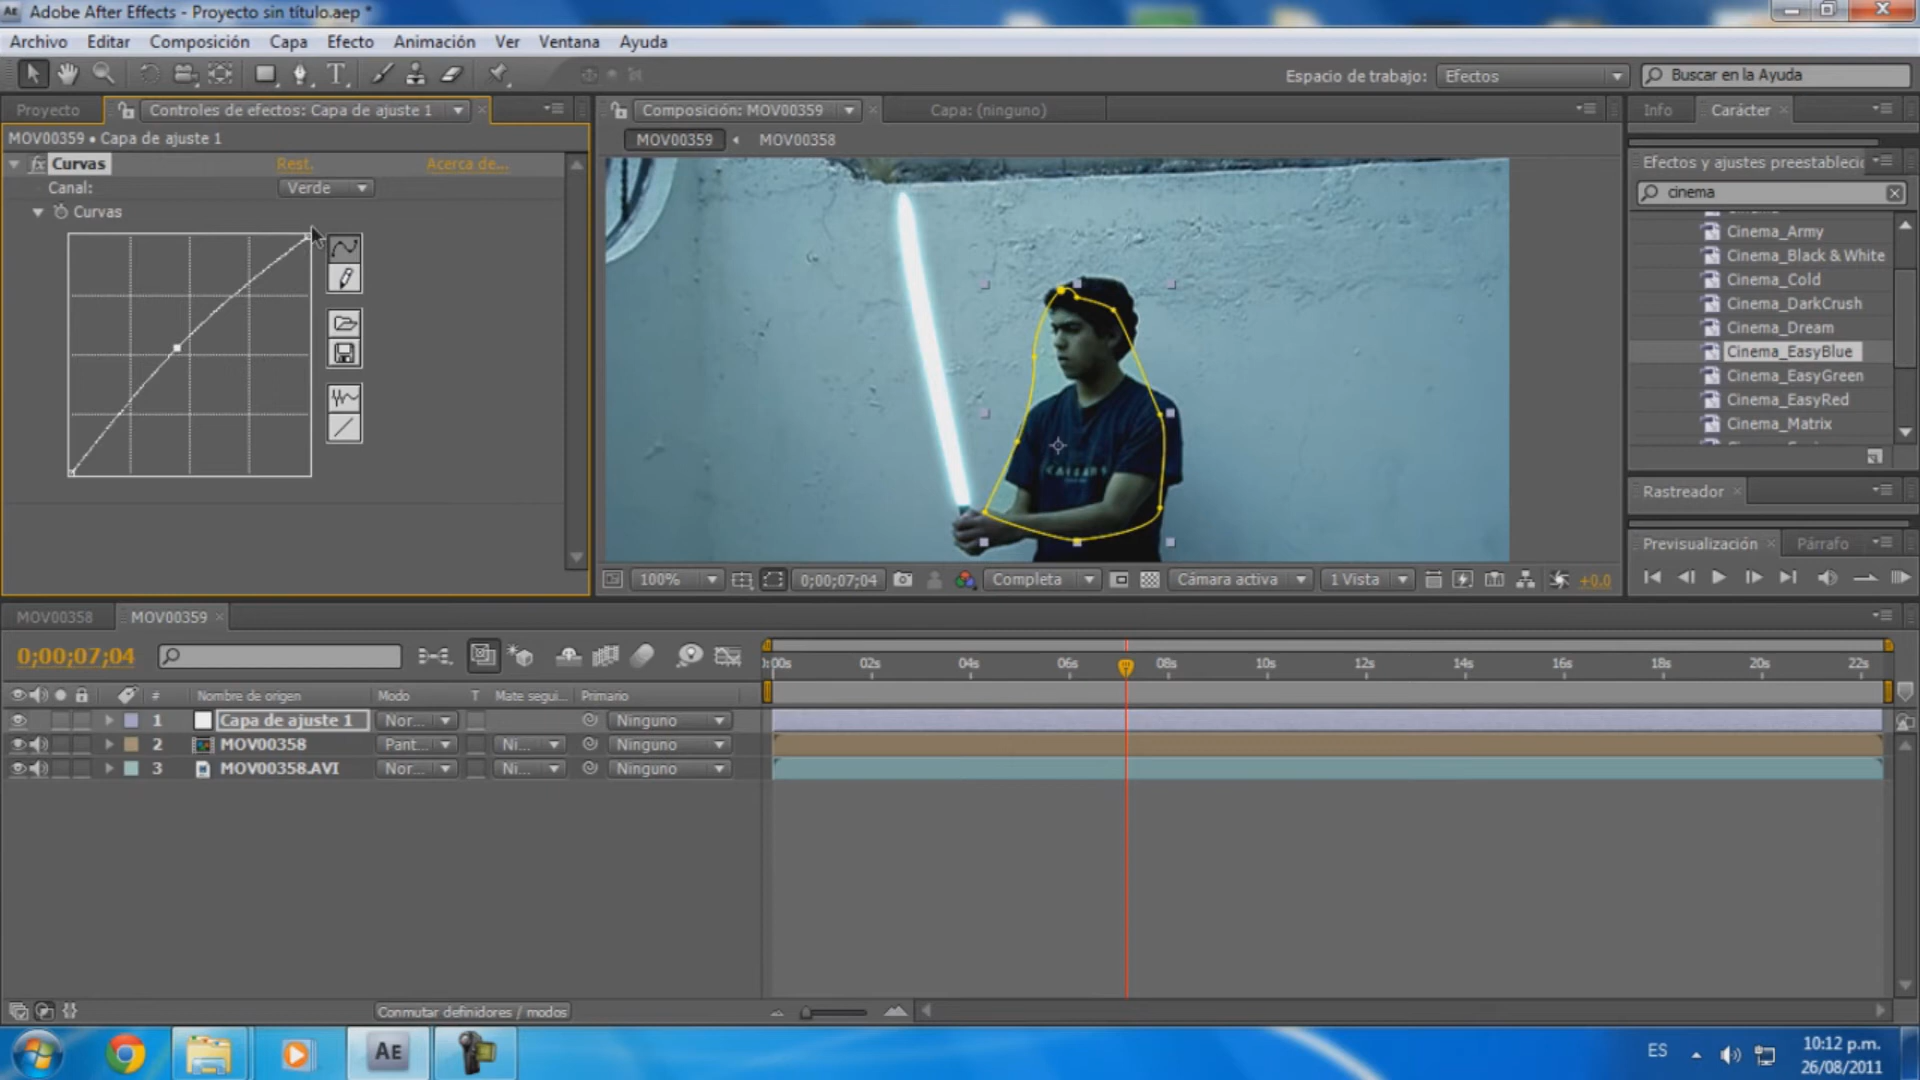 Adobe After Effects - Proyecto sin título.aep *
Archivo Editar Composición Capa Efecto Animación Ver Ventana Ayuda
Espacio de trabajo: Efectos Buscar en la Ayuda
Proyecto Controles de efectos: Capa de ajuste 1
MOV00359 • Capa de ajuste 1
fx Curvas Rest. Acerca de...
Canal: Verde
Curvas
Composición: MOV00359 Capa: (ninguno)
MOV00359 MOV00358
100% 0;00;07;04 Completa Cámara activa 1 Vista +0,0
Info Carácter
Efectos y ajustes preestableci
cinema
Cinema_Army
Cinema_Black & White
Cinema_Cold
Cinema_DarkCrush
Cinema_Dream
Cinema_EasyBlue
Cinema_EasyGreen
Cinema_EasyRed
Cinema_Matrix
Rastreador
Previsualización Párrafo
MOV00358 MOV00359
0;00;07;04
):00s 02s 04s 06s 08s 10s 12s 14s 16s 18s 20s 22s
# Nombre de origen Modo T Mate segui... Primario
1 Capa de ajuste 1 Nor... Ninguno
2 MOV00358 Pant... Ni... Ninguno
3 MOV00358.AVI Nor... Ni... Ninguno
Conmutar definidores / modos
AE
ES
10:12 p.m.
26/08/2011